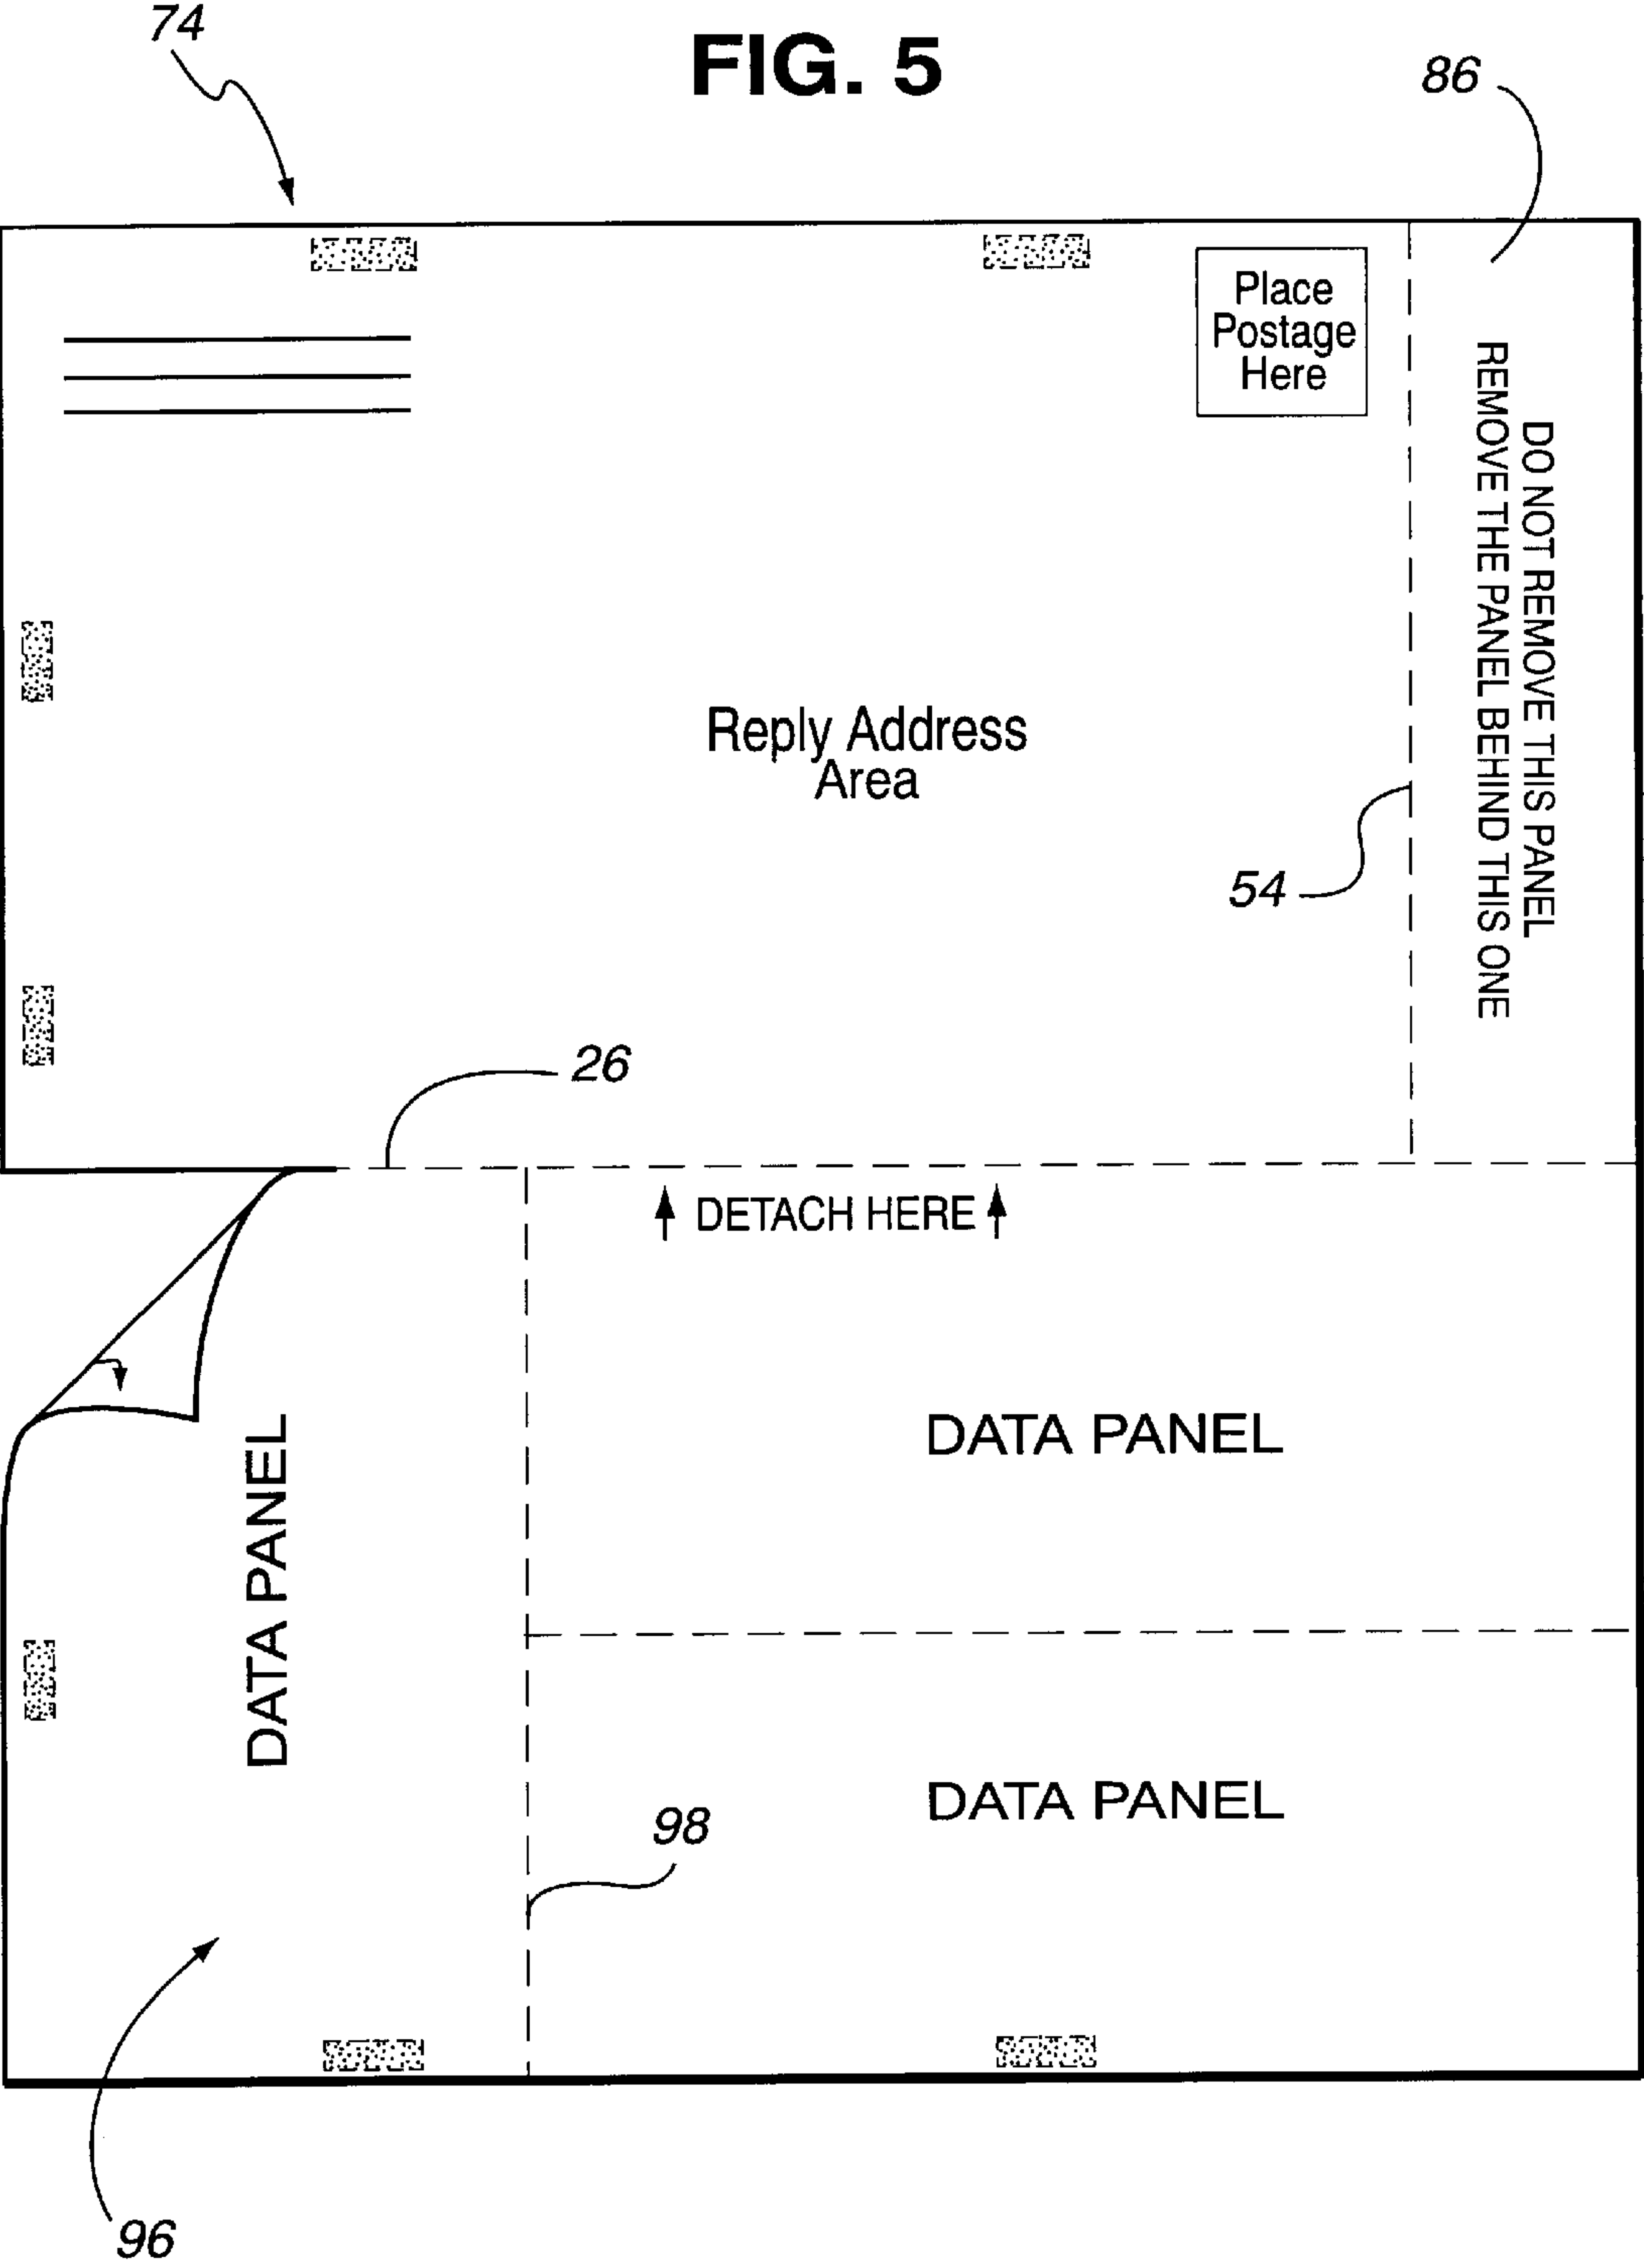 74
FIG. 5
86
Place
Postage
Here
DO NOT REMOVE THIS PANEL
REMOVE THE PANEL BEHIND THIS ONE
Reply Address
Area
54
26
DETACH HERE
DATA PANEL
DATA PANEL
DATA PANEL
98
96